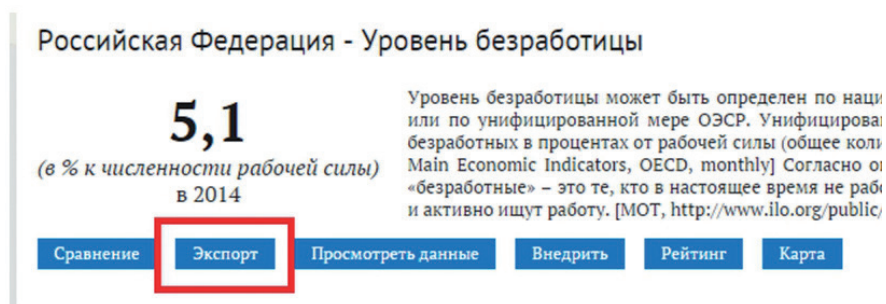 Российская Федерация - Уровень безработицы
5,1
(в % к численности рабочей силы)
в 2014
Уровень безработицы может быть определен по наци
или по унифицированной мере ОЭСР. Унифицирован
безработных в процентах от рабочей силы (общее коли
Main Economic Indicators, OECD, monthly] Согласно о
«безработные» – это те, кто в настоящее время не рабо
и активно ищут работу. [МОТ, http://www.ilo.org/public/
Сравнение Экспорт Просмотреть данные Внедрить Рейтинг Карта